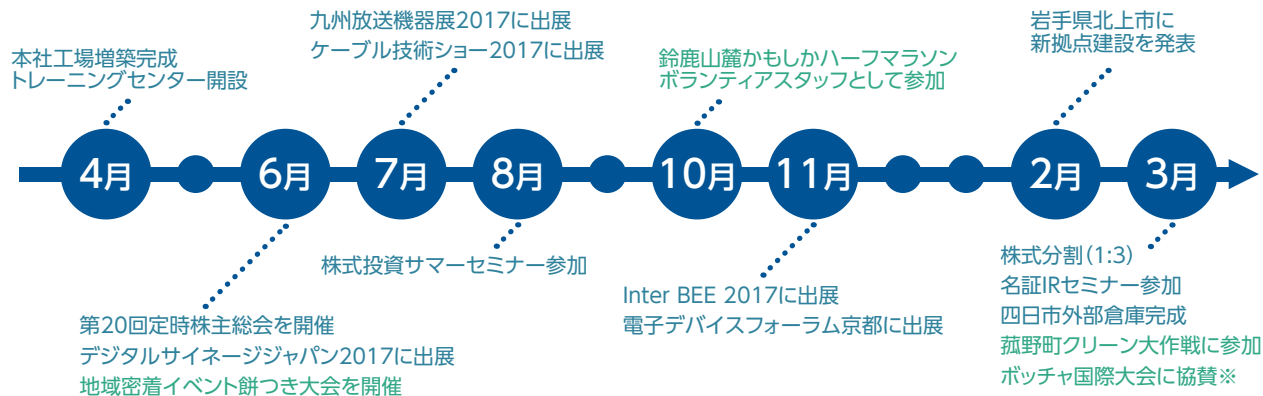 九州放送機器展2017に出展
ケーブル技術ショー2017に出展
岩手県北上市に
新拠点建設を発表
本社工場増築完成
トレーニングセンター開設
鈴鹿山麓かもしかハーフマラソン
ボランティアスタッフとして参加
4月
6月
7月
8月
10月
11月
2月
3月
株式投資サマーセミナー参加
第20回定時株主総会を開催
デジタルサイネージジャパン2017に出展
地域密着イベント餅つき大会を開催
Inter BEE 2017に出展
電子デバイスフォーラム京都に出展
株式分割(1:3)
名証IRセミナー参加
四日市外部倉庫完成
菰野町クリーン大作戦に参加
ボッチャ国際大会に協賛※